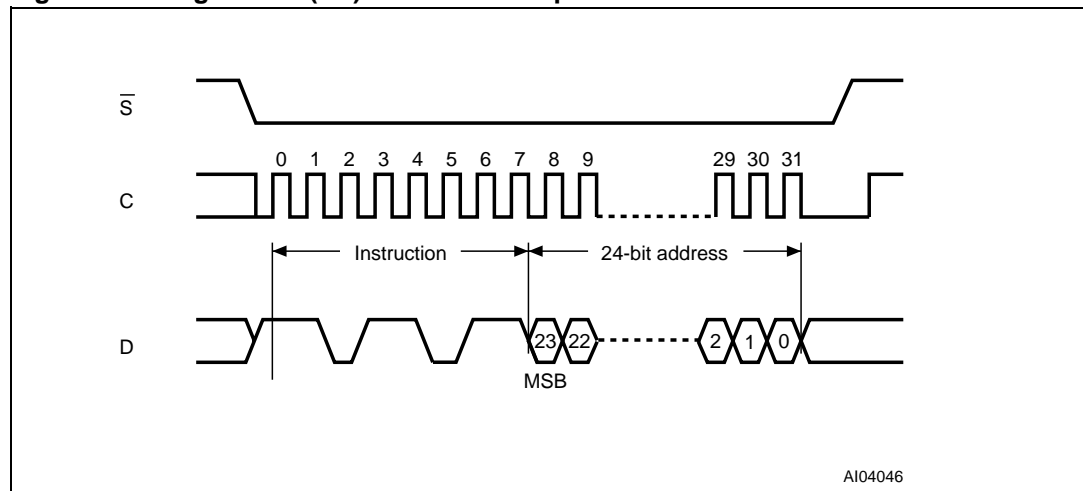 S
0 1 2 3 4 5 6 7 8 9 29 30 31
C
Instruction 24-bit address
D
23 22 2 1 0
MSB
AI04046